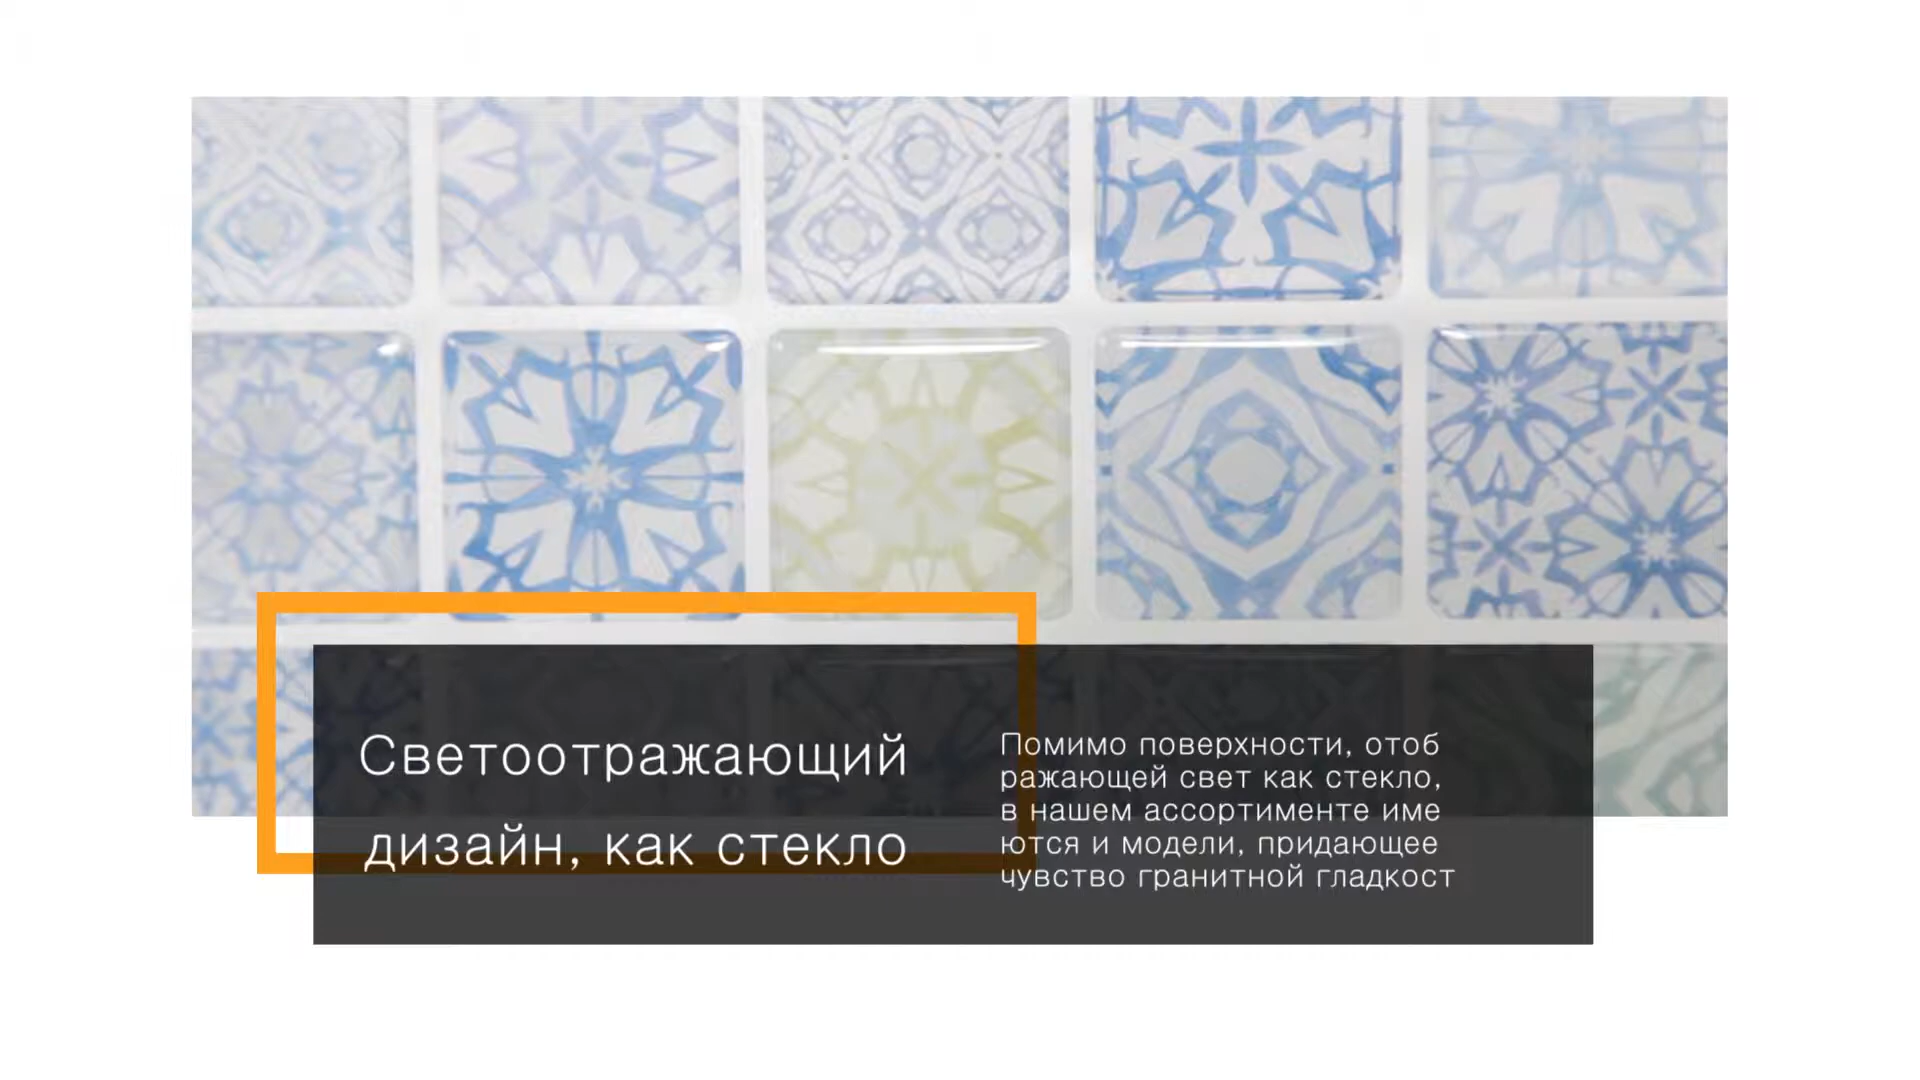 Светоотражающий
дизайн, как стекло
Помимо поверхности, отоб
ражающей свет как стекло,
в нашем ассортименте име
ются и модели, придающее
чувство гранитной гладкост